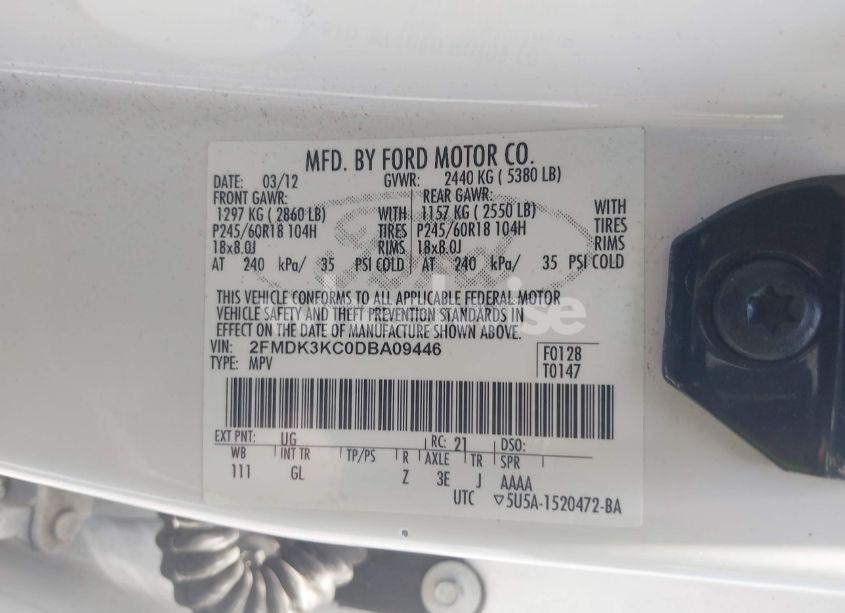 MFD. BY FORD MOTOR CO.
DATE: 03/12 GVWR: 2440 KG ( 5380 LB)
FRONT GAWR: REAR GAWR:
1297 KG ( 2860 LB) WITH 1157 KG ( 2550 LB) WITH
P245/60R18 104H TIRES P245/60R18 104H TIRES
18x8.0J RIMS 18x8.0J RIMS
AT 240 kPa/ 35 PSI COLD AT 240 kPa/ 35 PSI COLD
THIS VEHICLE CONFORMS TO ALL APPLICABLE FEDERAL MOTOR
VEHICLE SAFETY AND THEFT PREVENTION STANDARDS IN
EFFECT ON THE DATE OF MANUFACTURE SHOWN ABOVE.
VIN: 2FMDK3KC0DBA09446 F0128
TYPE: MPV T0147
EXT PNT: UG RC: 21 DSO:
WB INT TR TP/PS R AXLE TR SPR
111 GL Z 3E J AAAA
UTC ▽5U5A-1520472-BA